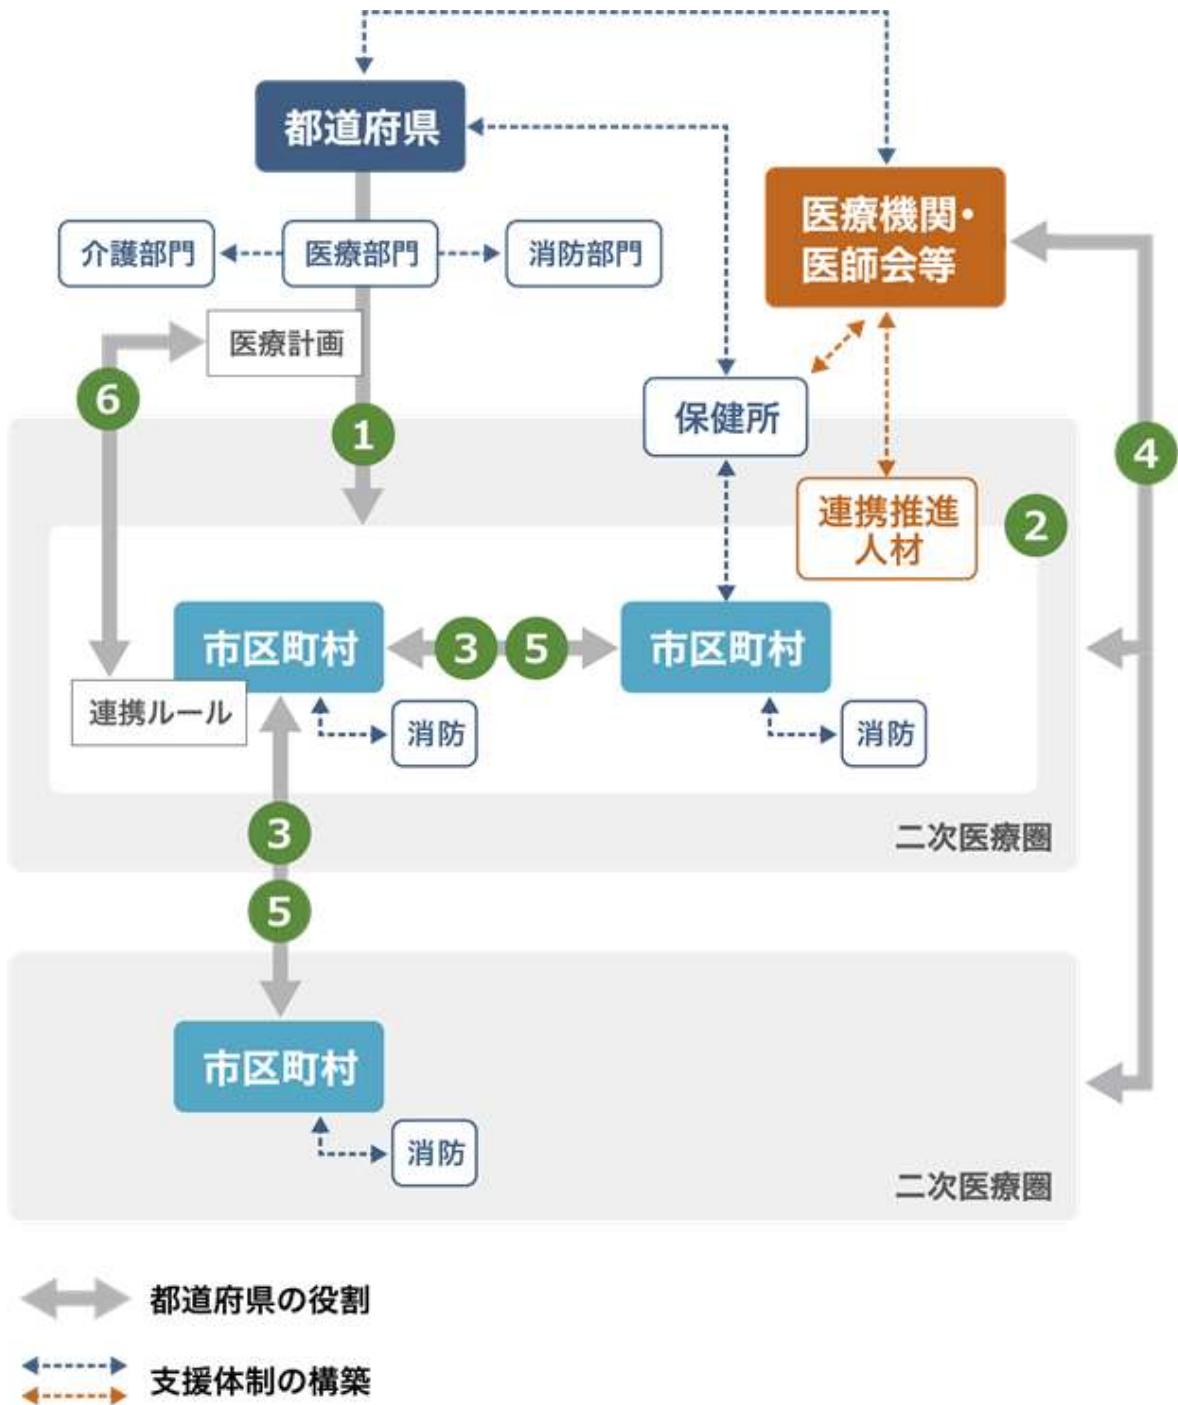 都道府県
医療機関・
医師会等
介護部門
医療部門
消防部門
医療計画
6
保健所
1
4
連携推進
人材
2
市区町村
3
5
市区町村
連携ルール
消防
消防
3
二次医療圏
5
市区町村
消防
二次医療圏
都道府県の役割
支援体制の構築